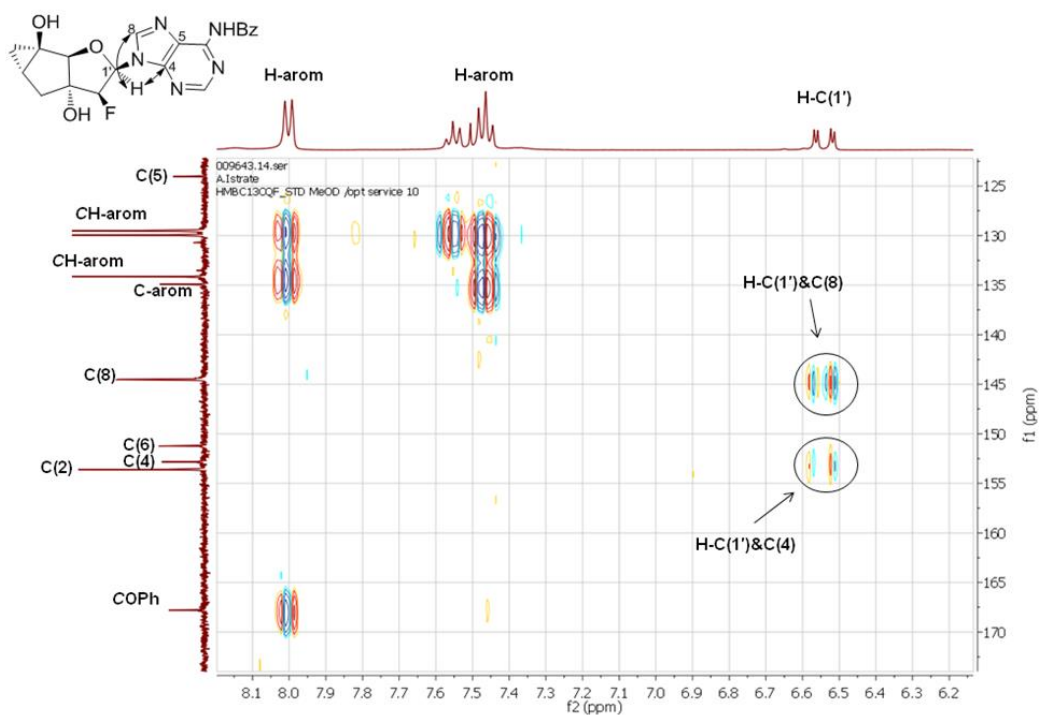 OH
8
N
5
NHBz
O
1'
N
4
N
H
N
OH
F
H-arom
H-arom
H-C(1')
009643.14.ser
A.Istrate
HMBC13CQF_STD MeOD /opt service 10
C(5)
CH-arom
CH-arom
C-arom
C(8)
C(6)
C(4)
C(2)
COPh
H-C(1')&C(8)
H-C(1')&C(4)
125
130
135
140
145
150
155
160
165
170
f1 (ppm)
8.1 8.0 7.9 7.8 7.7 7.6 7.5 7.4 7.3 7.2 7.1 7.0 6.9 6.8 6.7 6.6 6.5 6.4 6.3 6.2
f2 (ppm)